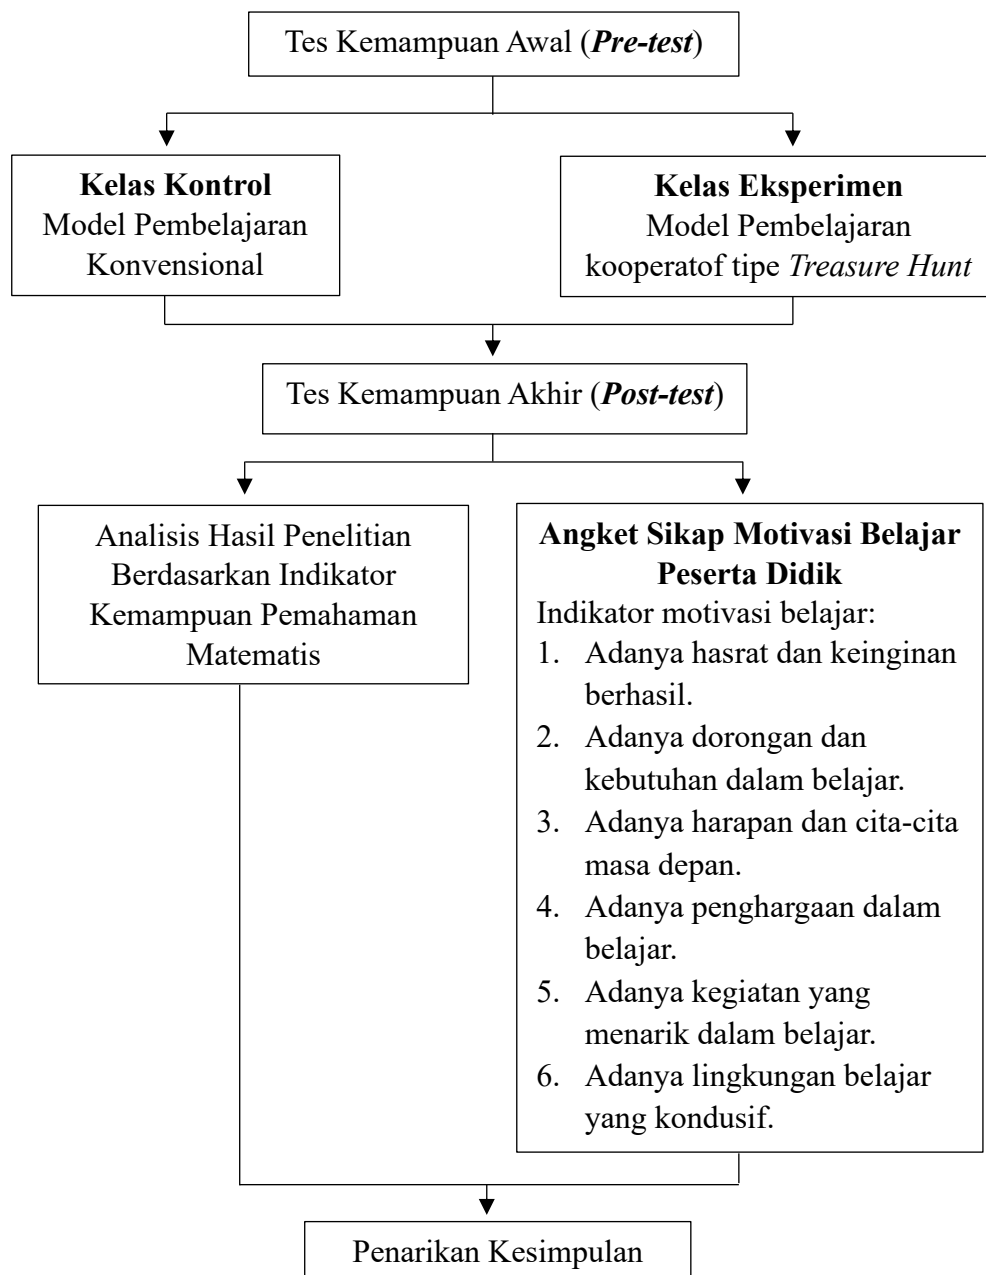 Tes Kemampuan Awal (Pre-test)
Kelas Kontrol
Model Pembelajaran
Konvensional
Kelas Eksperimen
Model Pembelajaran
kooperatof tipe Treasure Hunt
Tes Kemampuan Akhir (Post-test)
Analisis Hasil Penelitian
Berdasarkan Indikator
Kemampuan Pemahaman
Matematis
Angket Sikap Motivasi Belajar
Peserta Didik
Indikator motivasi belajar:
1. Adanya hasrat dan keinginan
berhasil.
2. Adanya dorongan dan
kebutuhan dalam belajar.
3. Adanya harapan dan cita-cita
masa depan.
4. Adanya penghargaan dalam
belajar.
5. Adanya kegiatan yang
menarik dalam belajar.
6. Adanya lingkungan belajar
yang kondusif.
Penarikan Kesimpulan